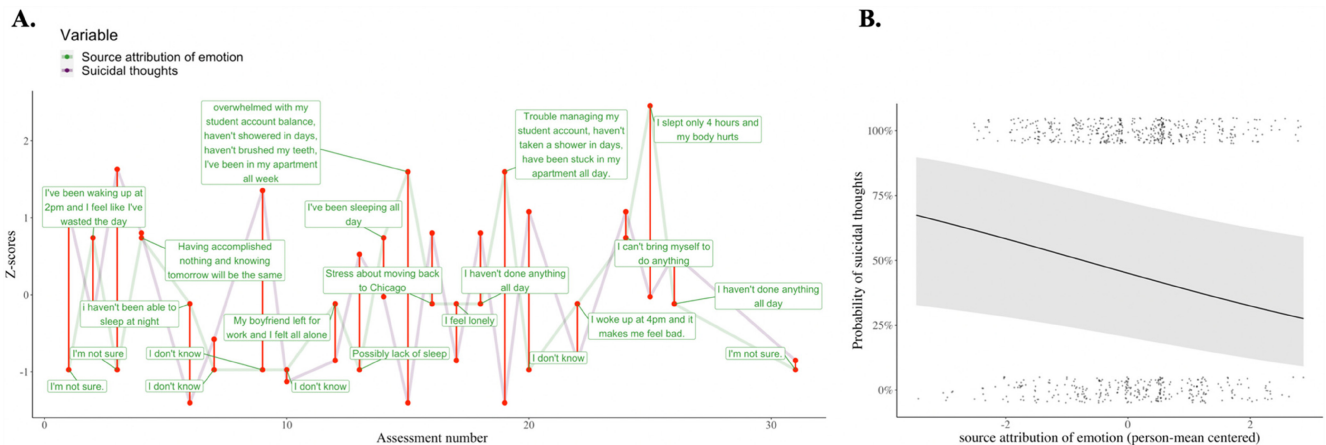 A.
Variable
Source attribution of emotion
Suicidal thoughts
Z-scores
2
1
0
-1
0
10
20
30
Assessment number
I've been waking up at
2pm and I feel like I've
wasted the day
I'm not sure.
I'm not sure
Having accomplished
nothing and knowing
tomorrow will be the same
i haven't been able to
sleep at night
I don't know
I don't know
I don't know
overwhelmed with my
student account balance,
haven't showered in days,
haven't brushed my teeth,
I've been in my apartment
all week
My boyfriend left for
work and I felt all alone
I've been sleeping all
day
Possibly lack of sleep
Stress about moving back
to Chicago
I feel lonely
I haven't done anything
all day
Trouble managing my
student account, haven't
taken a shower in days,
have been stuck in my
apartment all day.
I don't know
I woke up at 4pm and it
makes me feel bad.
I can't bring myself to
do anything
I slept only 4 hours and
my body hurts
I haven't done anything
all day
I'm not sure.
B.
Probability of suicidal thoughts
100%
75%
50%
25%
0%
-2
0
2
source attribution of emotion (person-mean centered)